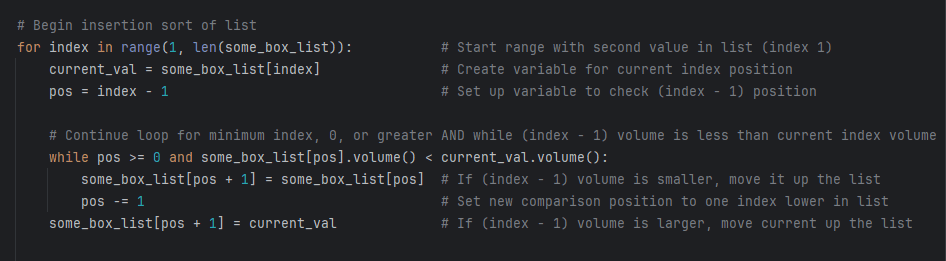 # Begin insertion sort of list
for index in range(1, len(some_box_list)):           # Start range with second value in list (index 1)
    current_val = some_box_list[index]               # Create variable for current index position
    pos = index - 1                                  # Set up variable to check (index - 1) position

    # Continue loop for minimum index, 0, or greater AND while (index - 1) volume is less than current index volume
    while pos >= 0 and some_box_list[pos].volume() < current_val.volume():
        some_box_list[pos + 1] = some_box_list[pos]  # If (index - 1) volume is smaller, move it up the list
        pos -= 1                                     # Set new comparison position to one index lower in list
    some_box_list[pos + 1] = current_val             # If (index - 1) volume is larger, move current up the list